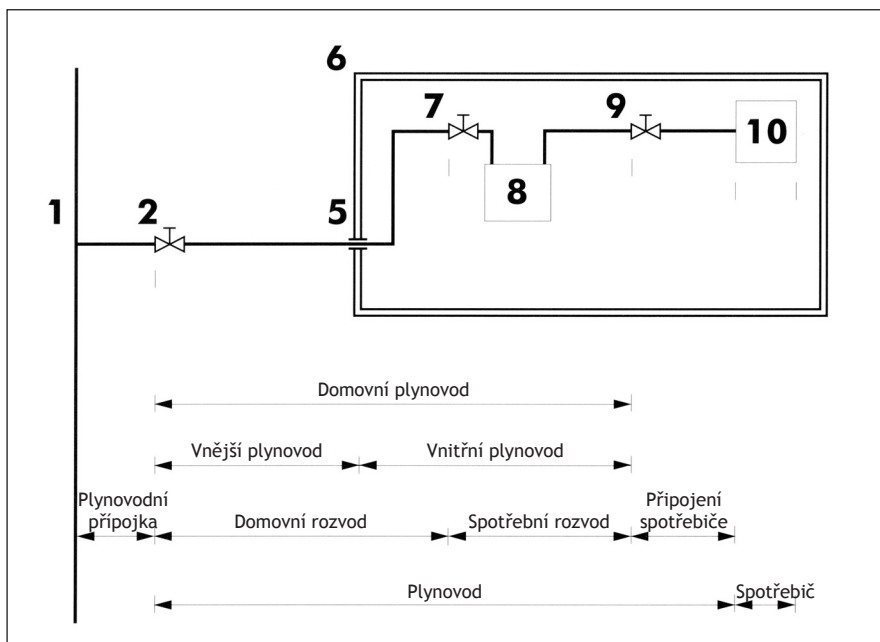 6
7
9
10
8
1
2
5
Domovní plynovod
Vnější plynovod
Vnitřní plynovod
Plynovodní
přípojka
Domovní rozvod
Spotřební rozvod
Připojení
spotřebiče
Plynovod
Spotřebič